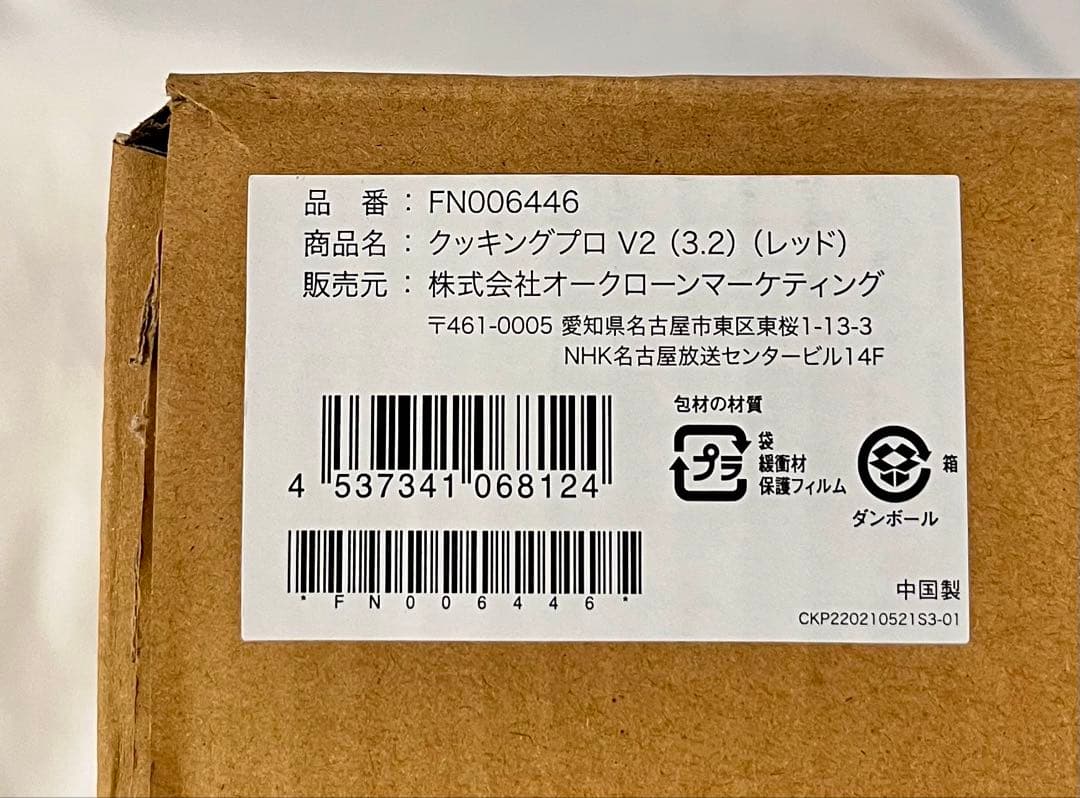 品 番 : FN006446
商品名 : クッキングプロ V2 (3.2) (レッド)
販売元 : 株式会社オークローンマーケティング
〒461-0005 愛知県名古屋市東区東桜1-13-3
NHK名古屋放送センタービル14F
包材の材質
プラ
袋
緩衝材
保護フィルム
箱
ダンボール
4 537341 068124
*FN006446*
中国製
CKP220210521S3-01